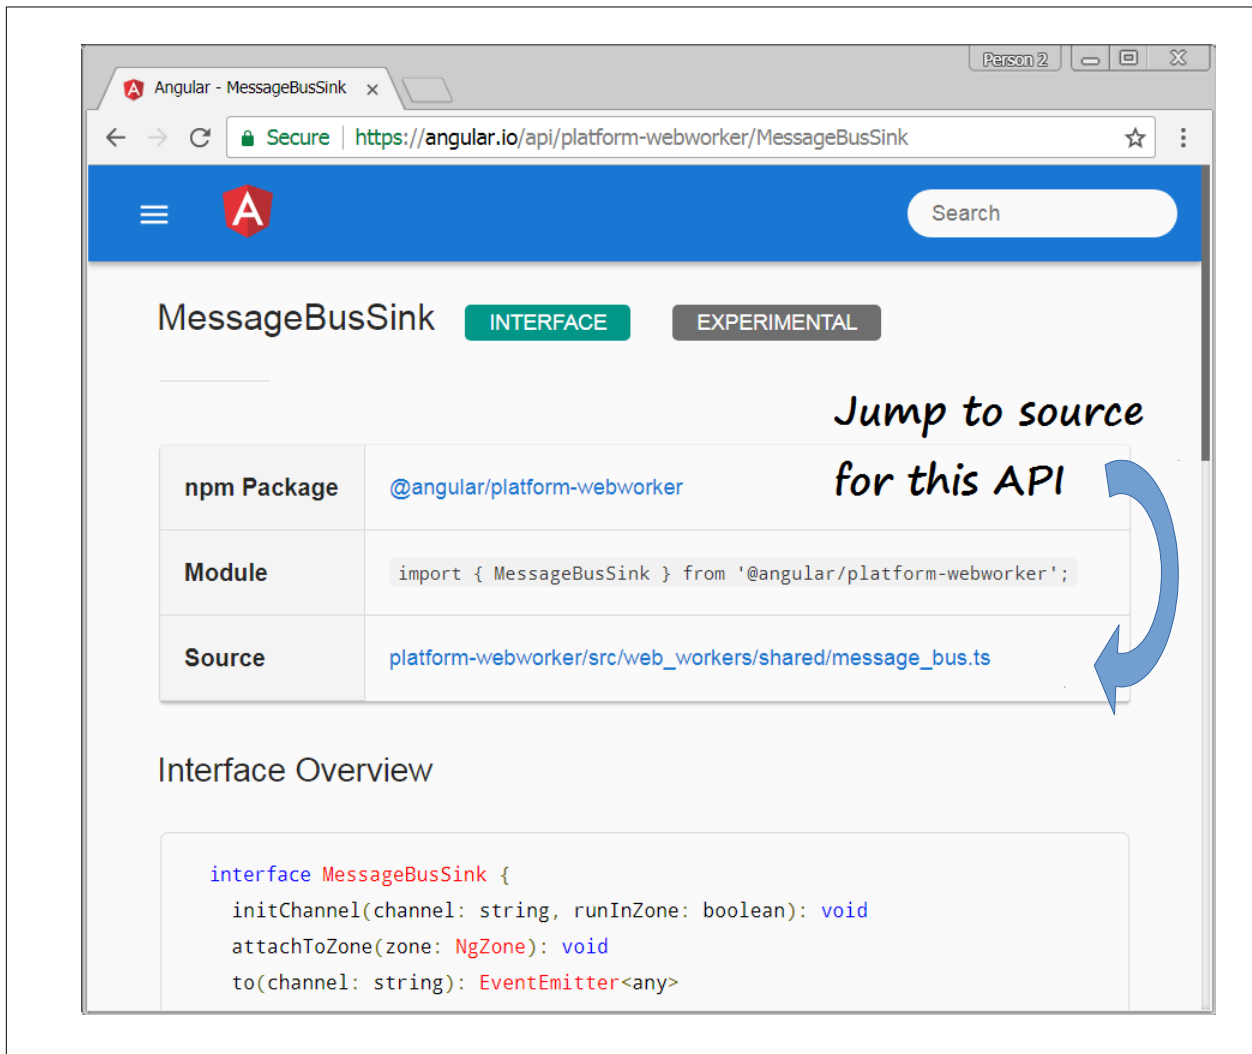 Person 2
Angular - MessageBusSink
Secure https://angular.io/api/platform-webworker/MessageBusSink
A
Search
MessageBusSink INTERFACE EXPERIMENTAL
Jump to source
for this API
npm Package @angular/platform-webworker
Module import { MessageBusSink } from '@angular/platform-webworker';
Source platform-webworker/src/web_workers/shared/message_bus.ts
Interface Overview
interface MessageBusSink {
initChannel(channel: string, runInZone: boolean): void
attachToZone(zone: NgZone): void
to(channel: string): EventEmitter<any>